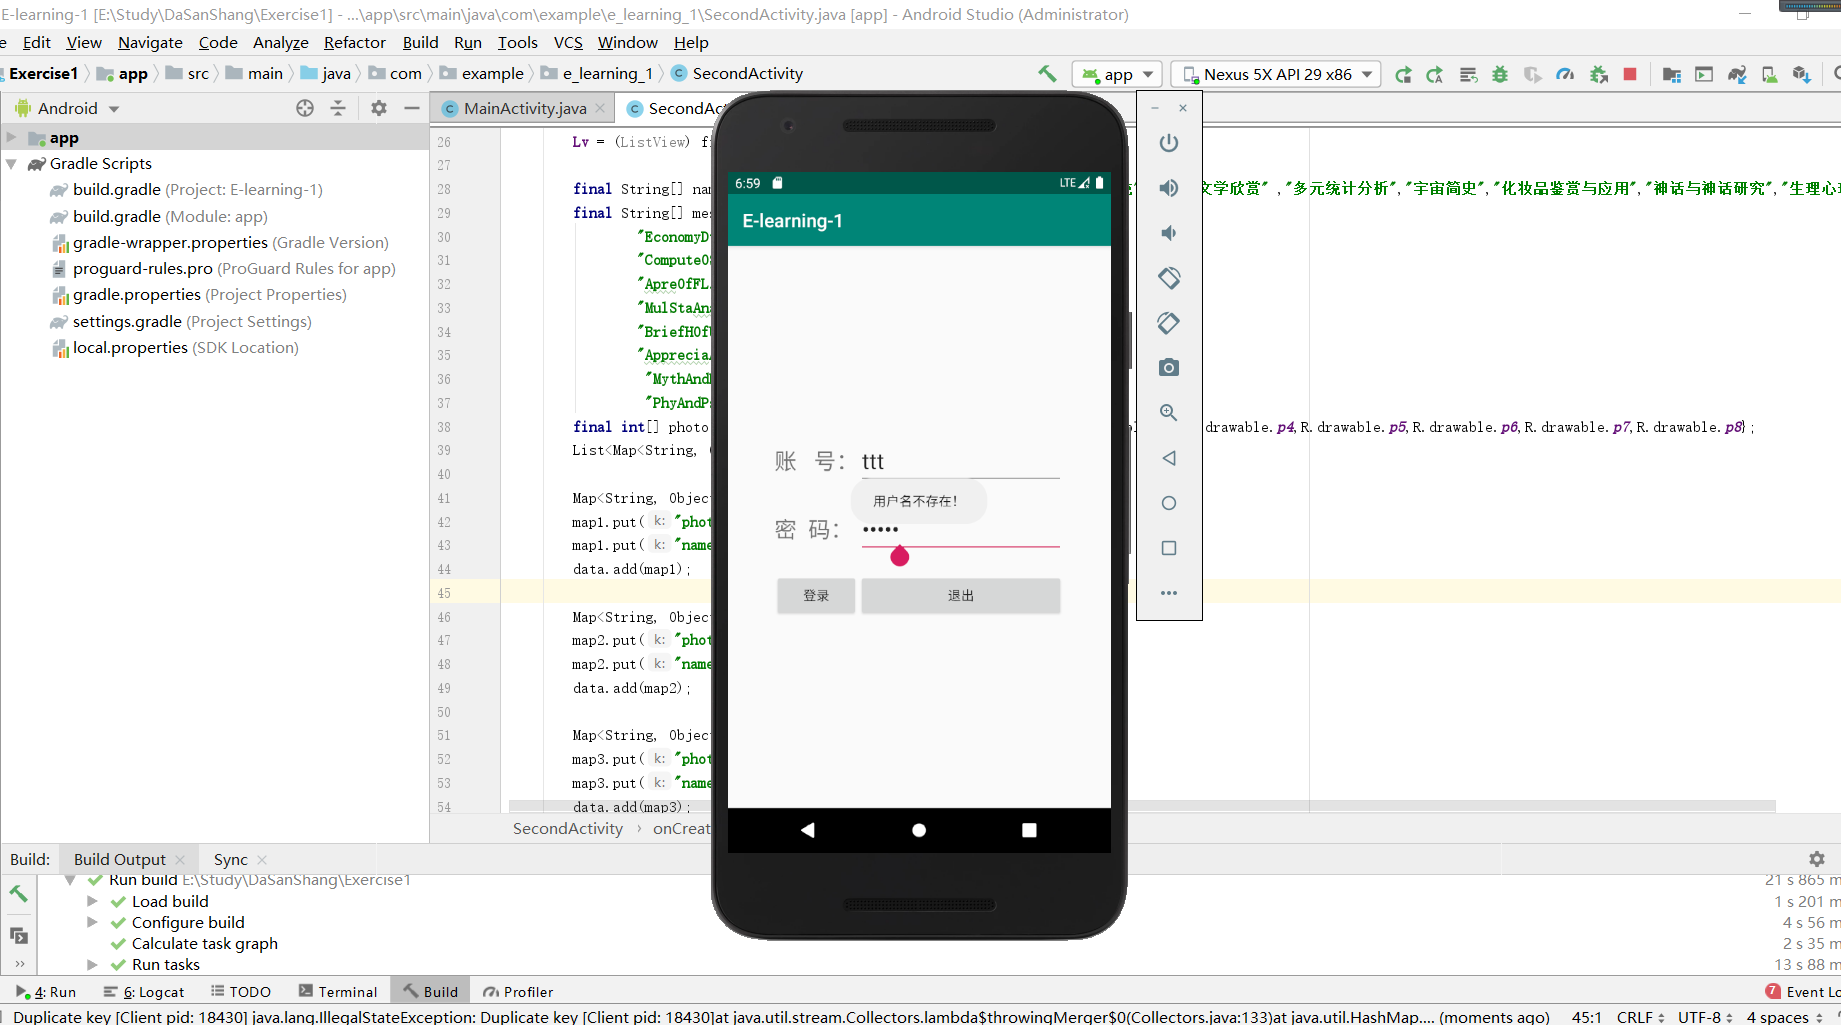 E-learning-1 [E:\Study\DaSanShang\Exercise1] - ...\app\src\main\java\com\example\e_learning_1\SecondActivity.java [app] - Android Studio (Administrator)
Edit View Navigate Code Analyze Refactor Build Run Tools VCS Window Help
Exercise1 app src main java com example e_learning_1 SecondActivity
app
Nexus 5X API 29 x86
Android
MainActivity.java
SecondAc
app
Gradle Scripts
build.gradle (Project: E-learning-1)
build.gradle (Module: app)
gradle-wrapper.properties (Gradle Version)
proguard-rules.pro (ProGuard Rules for app)
gradle.properties (Project Properties)
settings.gradle (Project Settings)
local.properties (SDK Location)
26 Lv = (ListView) f
27
28 final String[] na 文学欣赏" ,"多元统计分析","宇宙简史","化妆品鉴赏与应用","神话与神话研究","生理心
29 final String[] mes
30 "EconomyD
31 "ComputeOS
32 "ApreOfFL
33 "MulStaAn
34 "BriefHOf
35 "Apprecia
36 "MythAnd
37 "PhyAndP
38 final int[] photo drawable.p4,R.drawable.p5,R.drawable.p6,R.drawable.p7,R.drawable.p8};
39 List<Map<String,
40
41 Map<String, Objec
42 map1.put( k: "phot
43 map1.put( k: "name
44 data.add(map1);
45
46 Map<String, Objec
47 map2.put( k: "phot
48 map2.put( k: "name
49 data.add(map2);
50
51 Map<String, Objec
52 map3.put( k: "phot
53 map3.put( k: "name
54 data.add(map3);
SecondActivity › onCreat
6:59 LTE
E-learning-1
账 号： ttt
用户名不存在！
密 码： •••••
登录 退出
Build: Build Output Sync
Run build E:\Study\DaSanShang\Exercise1 21 s 865 m
Load build 1 s 201 m
Configure build 4 s 56 m
Calculate task graph 2 s 35 m
Run tasks 13 s 88 m
4: Run 6: Logcat TODO Terminal Build Profiler 7 Event Lo
Duplicate key [Client pid: 18430] java.lang.IllegalStateException: Duplicate key [Client pid: 18430]at java.util.stream.Collectors.lambda$throwingMerger$0(Collectors.java:133)at java.util.HashMap.... (moments ago) 45:1 CRLF UTF-8 4 spaces